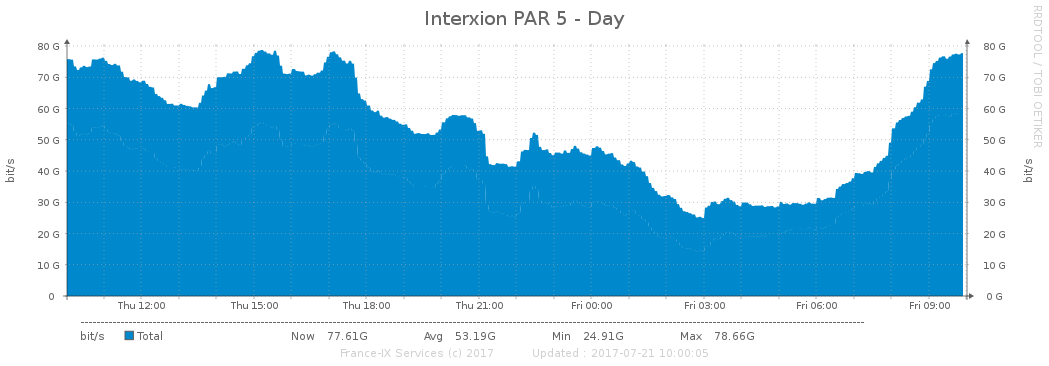 Interxion PAR 5 - Day
RRDTOOL / TOBI OETIKER
bit/s
bit/s
80 G 80 G
70 G 70 G
60 G 60 G
50 G 50 G
40 G 40 G
30 G 30 G
20 G 20 G
10 G 10 G
0 0 G
Thu 12:00 Thu 15:00 Thu 18:00 Thu 21:00 Fri 00:00 Fri 03:00 Fri 06:00 Fri 09:00
bit/s Total Now 77.61G Avg 53.19G Min 24.91G Max 78.66G
France-IX Services (c) 2017 Updated : 2017-07-21 10:00:05